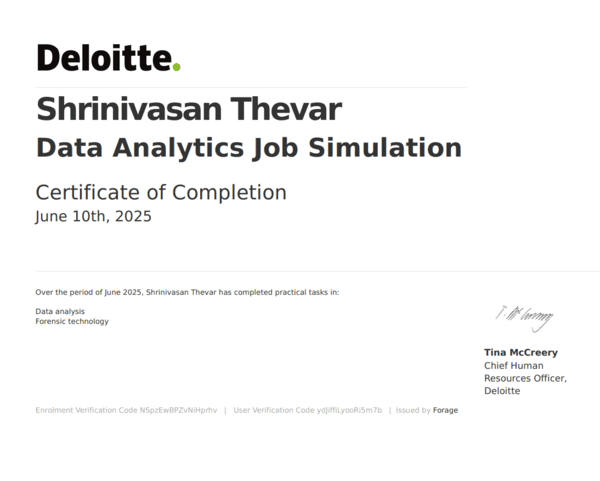 Deloitte.
Shrinivasan Thevar
Data Analytics Job Simulation
Certificate of Completion
June 10th, 2025
Over the period of June 2025, Shrinivasan Thevar has completed practical tasks in:
Data analysis
Forensic technology
Tina McCreery
Chief Human
Resources Officer,
Deloitte
Enrolment Verification Code NSpzEwBPZvNiHprhv | User Verification Code ydJiffiLyooRi5m7b | Issued by Forage